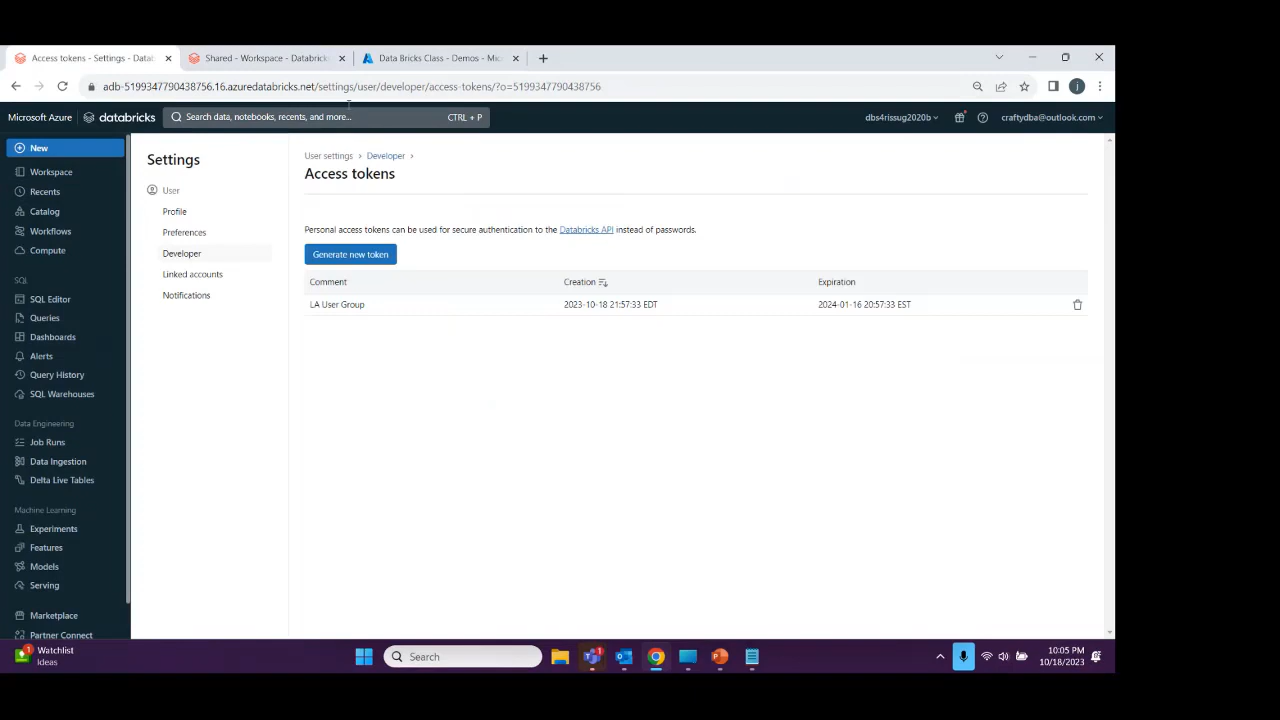 Access tokens - Settings - Datab
Shared - Workspace - Databricks
Data Bricks Class - Demos - Mic
adb-5199347790438756.16.azuredatabricks.net/settings/user/developer/access-tokens/?o=5199347790438756
Microsoft Azure
databricks
Search data, notebooks, recents, and more...
CTRL + P
dbs4rissug2020b
craftydba@outlook.com
New
Workspace
Recents
Catalog
Workflows
Compute
SQL
SQL Editor
Queries
Dashboards
Alerts
Query History
SQL Warehouses
Data Engineering
Job Runs
Data Ingestion
Delta Live Tables
Machine Learning
Experiments
Features
Models
Serving
Marketplace
Partner Connect
Settings
User
Profile
Preferences
Developer
Linked accounts
Notifications
User settings > Developer >
Access tokens
Personal access tokens can be used for secure authentication to the Databricks API instead of passwords.
Generate new token
Comment Creation Expiration
LA User Group 2023-10-18 21:57:33 EDT 2024-01-16 20:57:33 EST
1
Watchlist
Ideas
Search
1
10:05 PM
10/18/2023